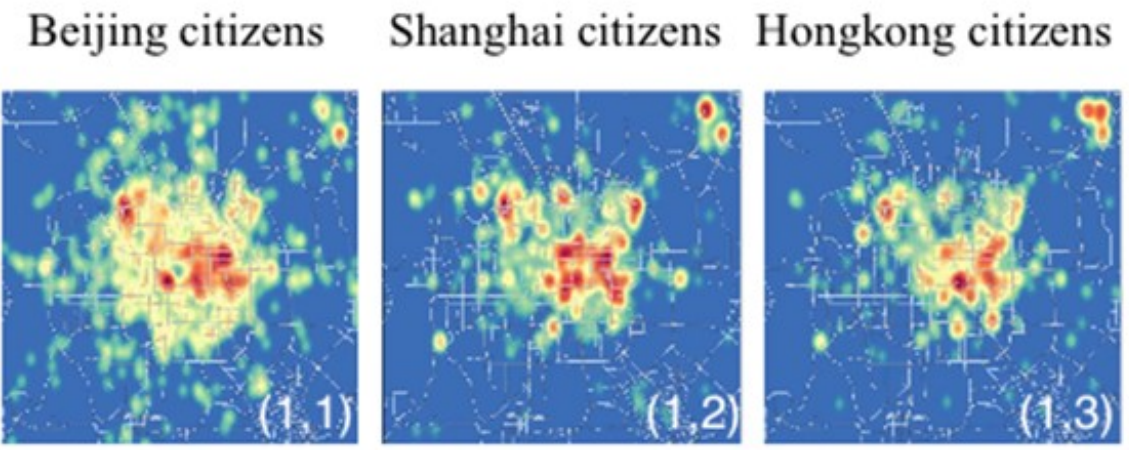 Beijing citizens Shanghai citizens Hongkong citizens
(1,1) (1,2) (1,3)